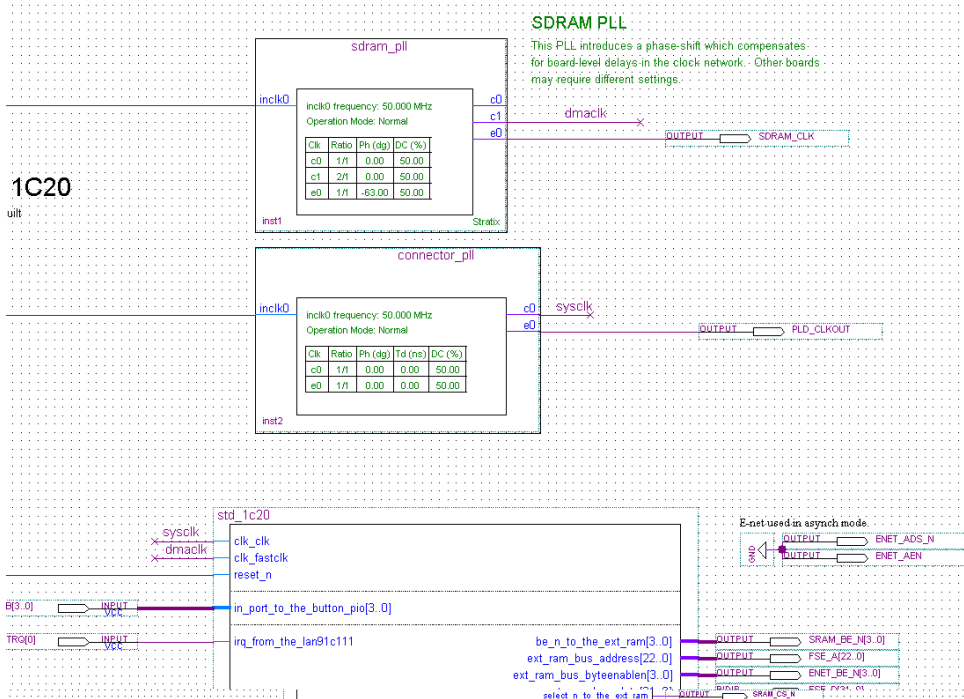 SDRAM PLL
This PLL introduces a phase-shift which compensates
for board-level delays in the clock network. Other boards
may require different settings.
sdram_pll
inclk0
inclk0 frequency: 50.000 MHz
Operation Mode: Normal
Clk Ratio Ph (dg) DC (%)
c0 1/1 0.00 50.00
c1 2/1 0.00 50.00
e0 1/1 -63.00 50.00
c0
c1
e0
dmaclk
OUTPUT SDRAM_CLK
inst1
Stratix
1C20
uilt
connector_pll
inclk0
inclk0 frequency: 50.000 MHz
Operation Mode: Normal
Clk Ratio Ph (dg) Td (ns) DC (%)
c0 1/1 0.00 0.00 50.00
e0 1/1 0.00 0.00 50.00
c0
e0
sysclk
OUTPUT PLD_CLKOUT
inst2
std_1c20
sysclk
dmaclk
clk_clk
clk_fastclk
reset_n
B[3..0] INPUT
VCC
in_port_to_the_button_pio[3..0]
TRQ[0] INPUT
VCC
irq_from_the_lan91c111
E-net used in asynch mode.
GND
OUTPUT ENET_ADS_N
OUTPUT ENET_AEN
be_n_to_the_ext_ram[3..0] OUTPUT SRAM_BE_N[3..0]
ext_ram_bus_address[22..0] OUTPUT FSE_A[22..0]
ext_ram_bus_byteenablen[3..0] OUTPUT ENET_BE_N[3..0]
select_n_to_the_ext_ram OUTPUT SRAM_CS_N